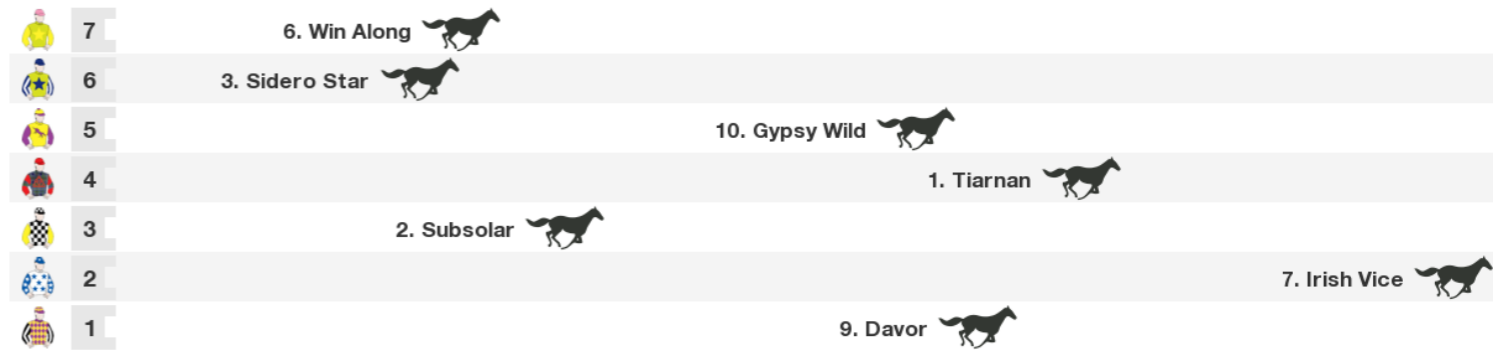 7 6. Win Along
6 3. Sidero Star
5 10. Gypsy Wild
4 1. Tiarnan
3 2. Subsolar
2 7. Irish Vice
1 9. Davor